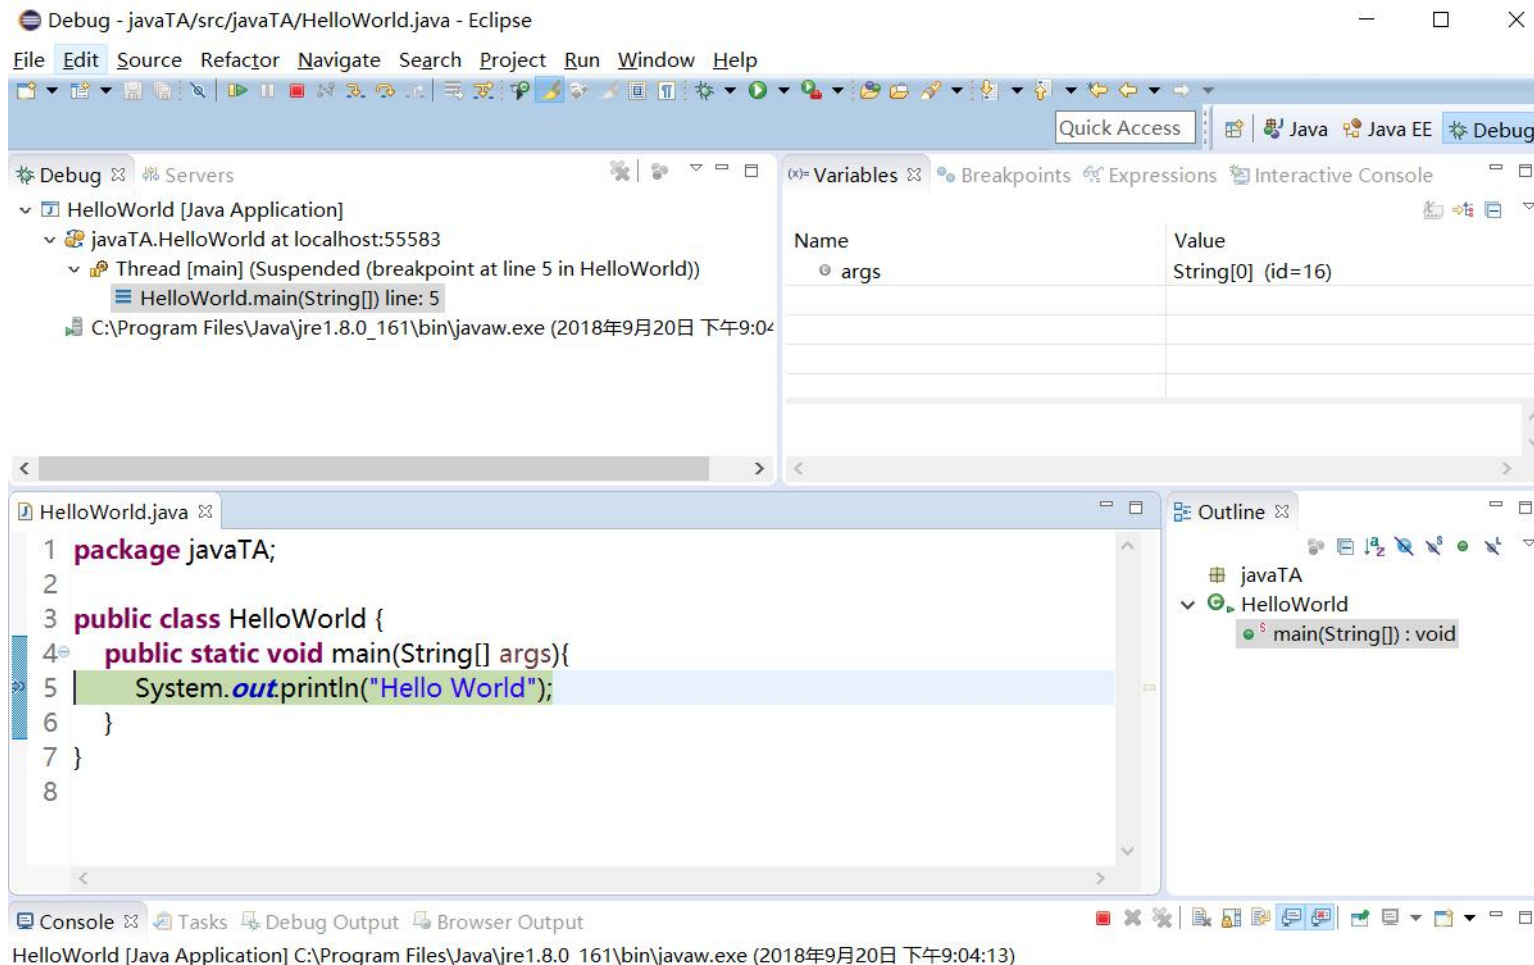 Debug - javaTA/src/javaTA/HelloWorld.java - Eclipse
File Edit Source Refactor Navigate Search Project Run Window Help
Quick Access Java Java EE Debug
Debug Servers
HelloWorld [Java Application]
javaTA.HelloWorld at localhost:55583
Thread [main] (Suspended (breakpoint at line 5 in HelloWorld))
HelloWorld.main(String[]) line: 5
C:\Program Files\Java\jre1.8.0_161\bin\javaw.exe (2018年9月20日 下午9:04
(x)= Variables Breakpoints Expressions Interactive Console
Name Value
args String[0] (id=16)
HelloWorld.java
1 package javaTA;
2
3 public class HelloWorld {
4 public static void main(String[] args){
5 System.out.println("Hello World");
6 }
7 }
8
Outline
javaTA
HelloWorld
main(String[]) : void
Console Tasks Debug Output Browser Output
HelloWorld [Java Application] C:\Program Files\Java\jre1.8.0_161\bin\javaw.exe (2018年9月20日 下午9:04:13)